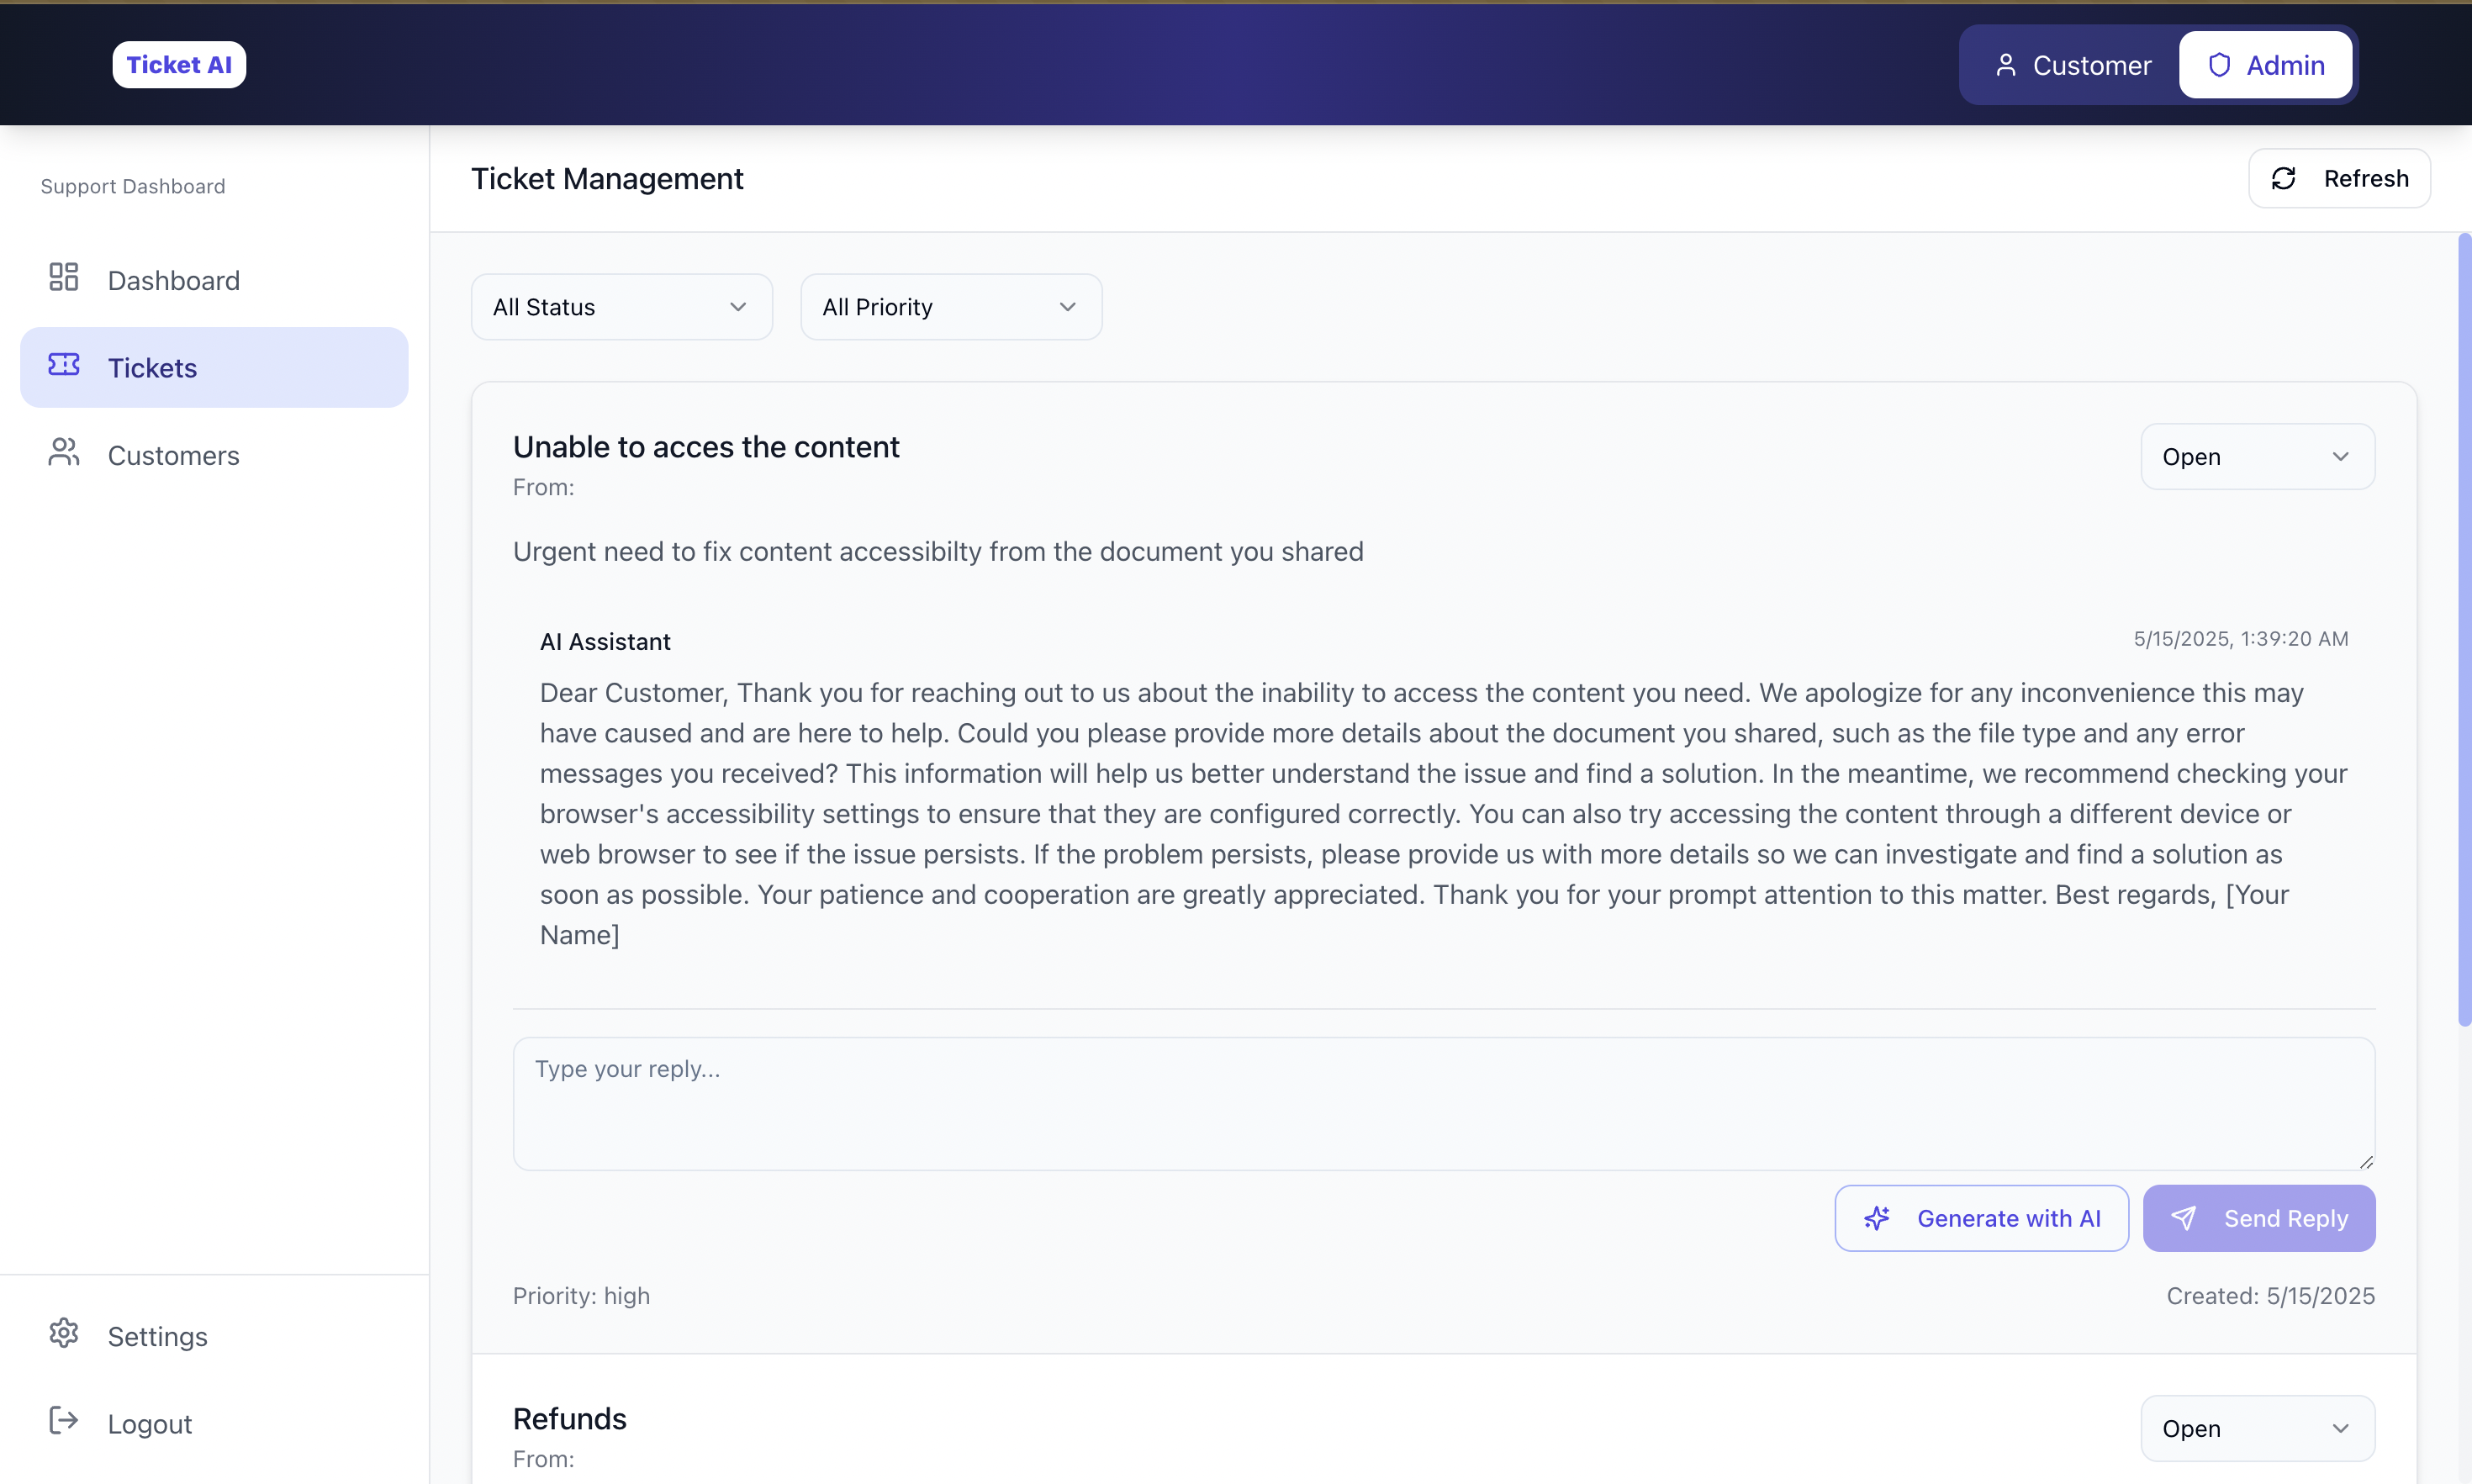 Ticket AI
Customer
Admin
Support Dashboard
Dashboard
Tickets
Customers
Settings
Logout
Ticket Management
Refresh
All Status
All Priority
Unable to acces the content
Open
From:
Urgent need to fix content accessibilty from the document you shared
AI Assistant
5/15/2025, 1:39:20 AM
Dear Customer, Thank you for reaching out to us about the inability to access the content you need. We apologize for any inconvenience this may
have caused and are here to help. Could you please provide more details about the document you shared, such as the file type and any error
messages you received? This information will help us better understand the issue and find a solution. In the meantime, we recommend checking your
browser's accessibility settings to ensure that they are configured correctly. You can also try accessing the content through a different device or
web browser to see if the issue persists. If the problem persists, please provide us with more details so we can investigate and find a solution as
soon as possible. Your patience and cooperation are greatly appreciated. Thank you for your prompt attention to this matter. Best regards, [Your
Name]
Type your reply...
Generate with AI
Send Reply
Priority: high
Created: 5/15/2025
Refunds
Open
From: